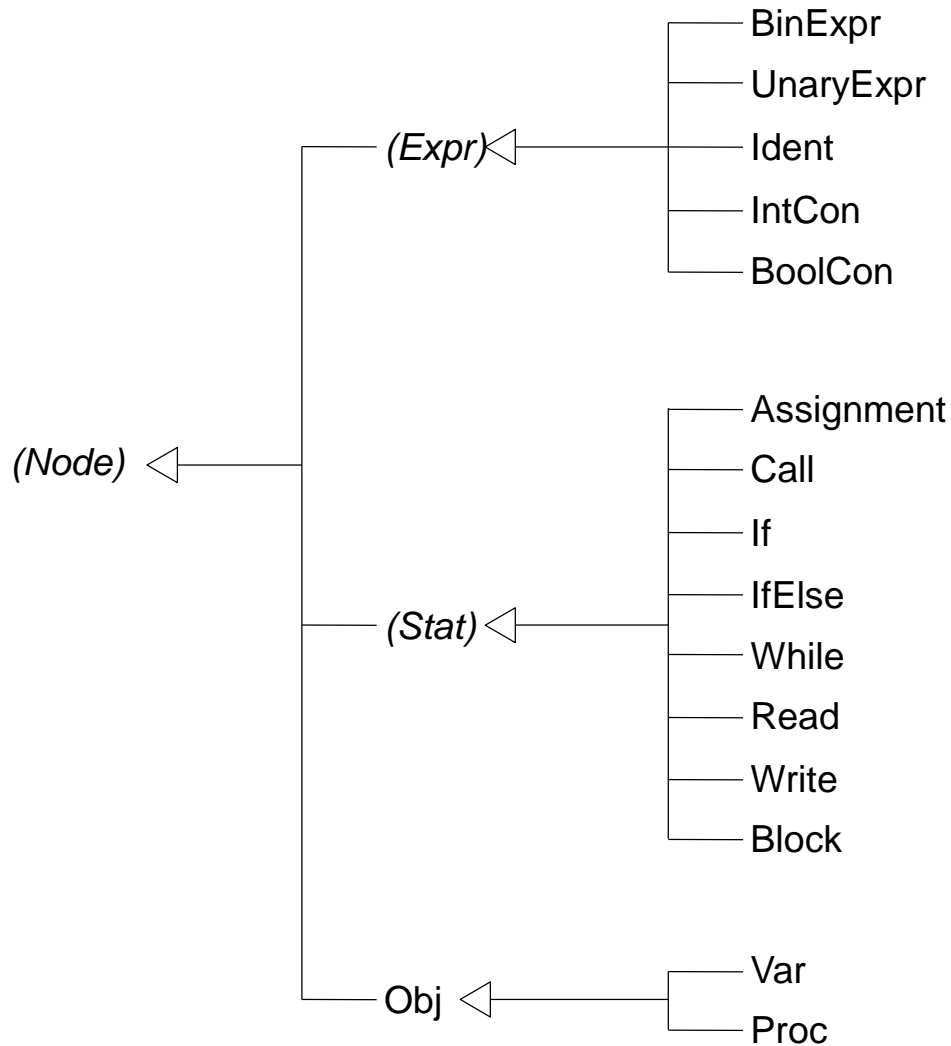 BinExpr
UnaryExpr
(Expr)
Ident
IntCon
BoolCon
Assignment
(Node)
Call
If
IfElse
(Stat)
While
Read
Write
Block
Var
Obj
Proc